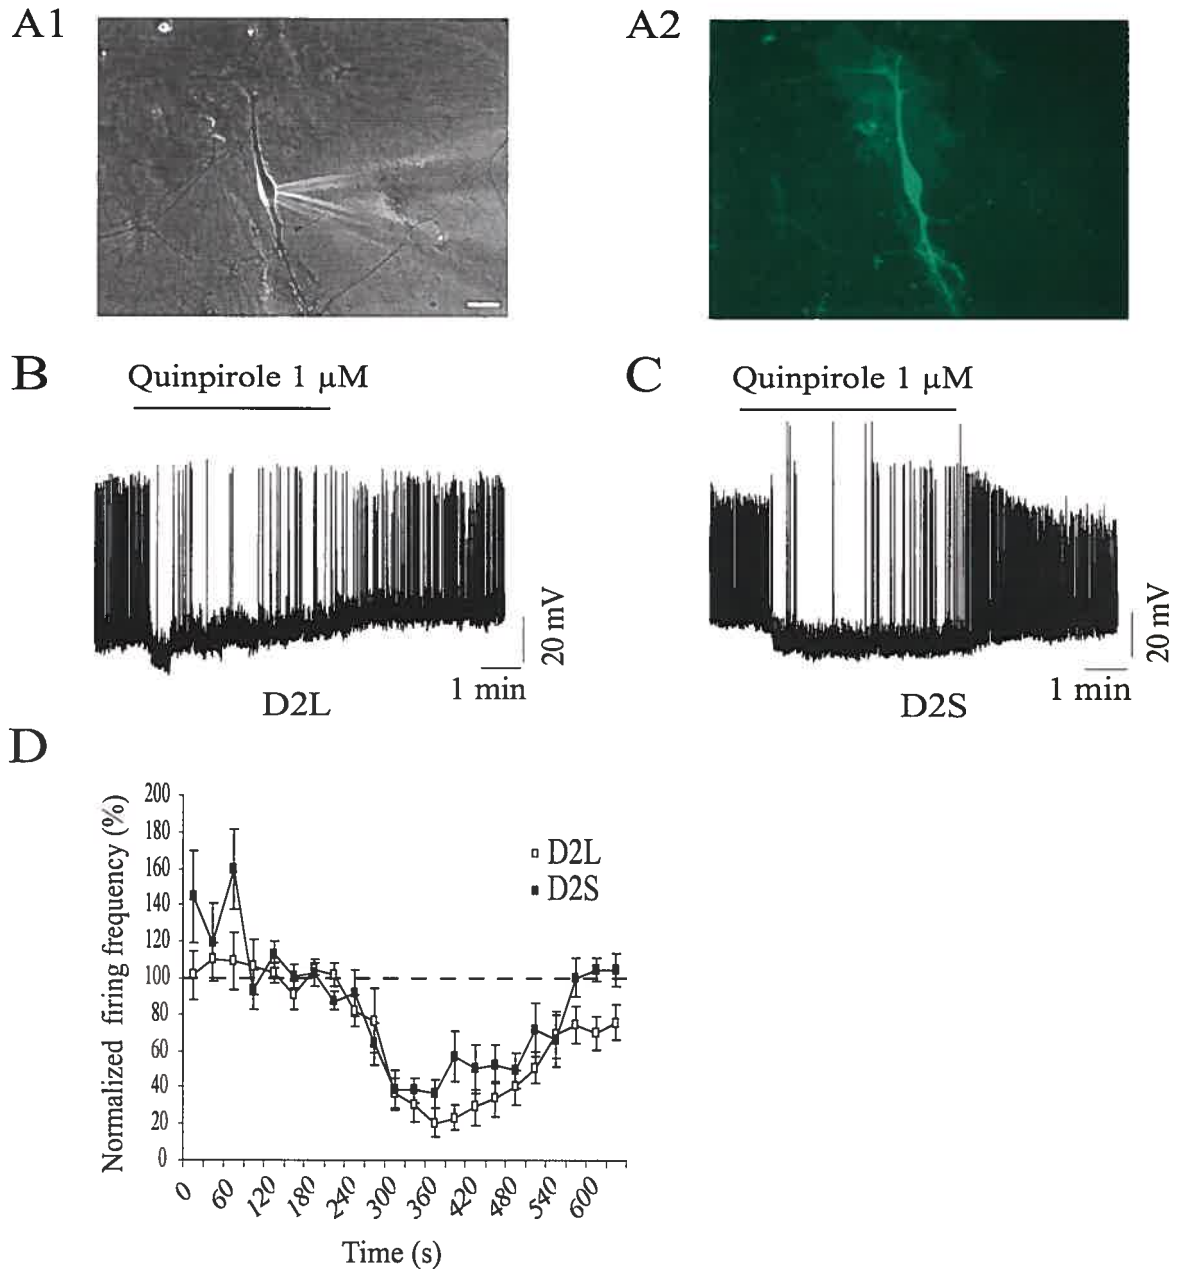 A1
A2
B
Quinpirole 1 μM
C
Quinpirole 1 μM
20 mV
1 min
D2L
20 mV
1 min
D2S
D
Normalized firing frequency (%)
200
180
160
140
120
100
80
60
40
20
0
D2L
D2S
0
60
120
180
240
300
360
420
480
540
600
Time (s)